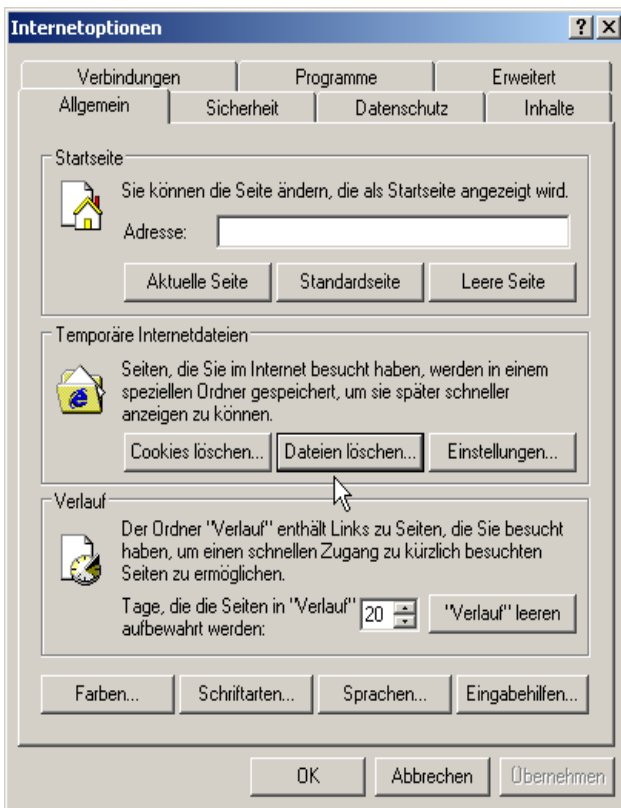 Internetoptionen
Verbindungen
Programme
Erweitert
Allgemein
Sicherheit
Datenschutz
Inhalte
Startseite
Sie können die Seite ändern, die als Startseite angezeigt wird.
Adresse:
Aktuelle Seite
Standardseite
Leere Seite
Temporäre Internetdateien
Seiten, die Sie im Internet besucht haben, werden in einem
speziellen Ordner gespeichert, um sie später schneller
anzeigen zu können.
Cookies löschen...
Dateien löschen...
Einstellungen...
Verlauf
Der Ordner "Verlauf" enthält Links zu Seiten, die Sie besucht
haben, um einen schnellen Zugang zu kürzlich besuchten
Seiten zu ermöglichen.
Tage, die die Seiten in "Verlauf"
aufbewahrt werden:
20
"Verlauf" leeren
Farben...
Schriftarten...
Sprachen...
Eingabehilfen...
OK
Abbrechen
Übernehmen